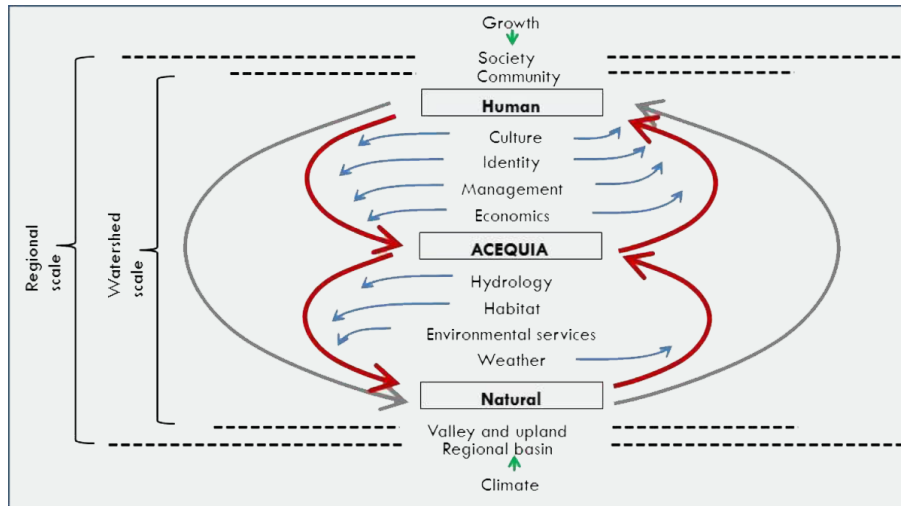 Growth
Society
Community
Human
Culture
Identity
Management
Economics
ACEQUIA
Hydrology
Habitat
Environmental services
Weather
Natural
Valley and upland
Regional basin
Climate
Regional
scale
Watershed
scale